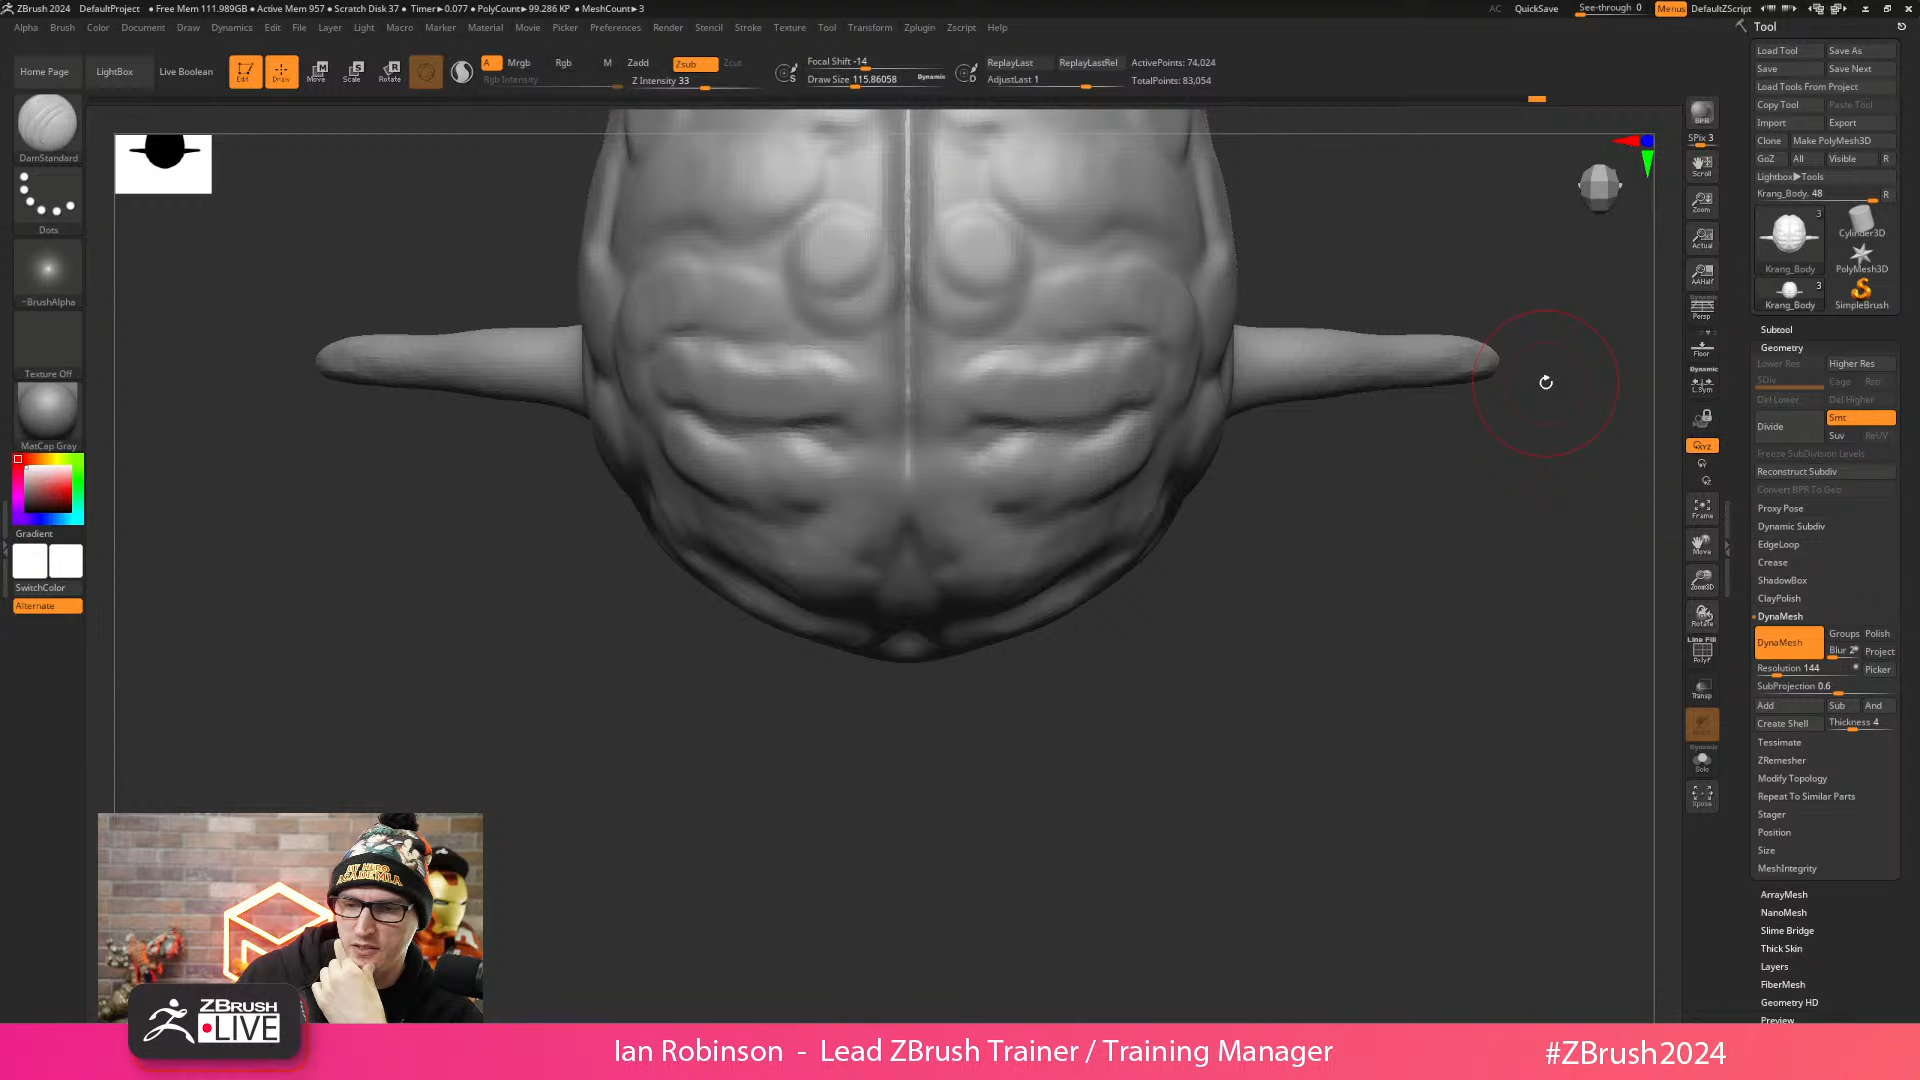 ZBrush 2024 DefaultProject • Free Mem 111.989GB • Active Mem 957 • Scratch Disk 37 • Timer▸0.077 • PolyCount▸99.286 KP • MeshCount▸3 AC QuickSave See-through 0 Menus DefaultZScript
Alpha Brush Color Document Draw Dynamics Edit File Layer Light Macro Marker Material Movie Picker Preferences Render Stencil Stroke Texture Tool Transform Zplugin Zscript Help
Home Page LightBox Live Boolean Edit Draw Move Scale Rotate
A Mrgb Rgb M Zadd Zsub Zcut
Rgb Intensity Z Intensity 33
Focal Shift -14
Draw Size 115.86058 Dynamic
ReplayLast ReplayLastRel ActivePoints: 74,024
AdjustLast 1 TotalPoints: 83,054
DamStandard
Dots
~BrushAlpha
Texture Off
MatCap Gray
Gradient
SwitchColor
Alternate
BPR
SPix 3
Scroll
Zoom
Actual
AAHalf
Dynamic
Persp
Floor
Dynamic
L.Sym
XYZ
Frame
Move
Zoom3D
Rotate
Line Fill
PolyF
Transp
Dynamic
Solo
Xpose
Tool
Load Tool Save As
Save Save Next
Load Tools From Project
Copy Tool Paste Tool
Import Export
Clone Make PolyMesh3D
GoZ All Visible R
Lightbox▸Tools
Krang_Body. 48 R
3
Krang_Body Cylinder3D
PolyMesh3D
3
Krang_Body SimpleBrush
Subtool
Geometry
Lower Res Higher Res
SDiv Cage Rstr
Del Lower Del Higher
Divide Smt
Suv ReUV
Freeze SubDivision Levels
Reconstruct Subdiv
Convert BPR To Geo
Proxy Pose
Dynamic Subdiv
EdgeLoop
Crease
ShadowBox
ClayPolish
DynaMesh
DynaMesh Groups Polish
Blur 2 Project
Resolution 144 Picker
SubProjection 0.6
Add Sub And
Create Shell Thickness 4
Tessimate
ZRemesher
Modify Topology
Repeat To Similar Parts
Stager
Position
Size
MeshIntegrity
ArrayMesh
NanoMesh
Slime Bridge
Thick Skin
Layers
FiberMesh
Geometry HD
Preview
MY HERO
ACADEMIA
ZBRUSH
LIVE
Ian Robinson - Lead ZBrush Trainer / Training Manager
#ZBrush2024